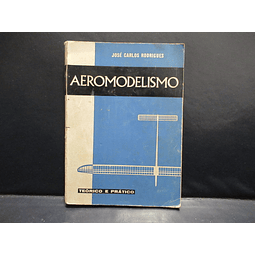 JOSÉ CARLOS RODRIGUES
AEROMODELISMO
TEÓRICO E PRÁTICO